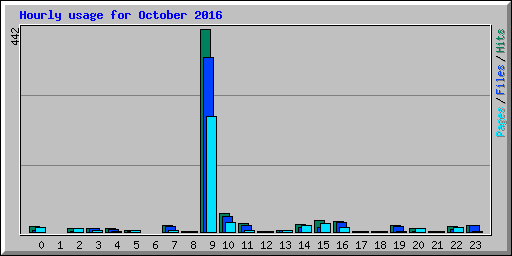 Hourly usage for October 2016
442
Pages/Files/Hits
0 1 2 3 4 5 6 7 8 9 10 11 12 13 14 15 16 17 18 19 20 21 22 23